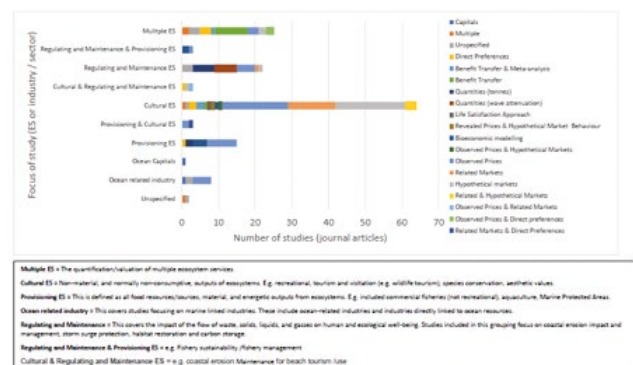 Focus of study (ES or industry / sector)
Multiple ES
Regulating and Maintenance & Provisioning ES
Regulating and Maintenance ES
Cultural & Regulating and Maintenance ES
Cultural ES
Provisioning & Cultural ES
Provisioning ES
Ocean Capitals
Ocean related industry
Unspecified
0 10 20 30 40 50 60 70
Number of studies (journal articles)
Capitals
Multiple
Unspecified
Direct Preferences
Benefit Transfer & Meta-analysis
Benefit Transfer
Quantities (tonnes)
Quantities (wave attenuation)
Life Satisfaction Approach
Revealed Prices & Hypothetical Market Behaviour
Bioeconomic modelling
Observed Prices & Hypothetical Markets
Observed Prices
Related Markets
Hypothetical markets
Related & Hypothetical Markets
Observed Prices & Related Markets
Observed Prices & Direct preferences
Related Markets & Direct Preferences
Multiple ES = The quantification/valuation of multiple ecosystem services
Cultural ES = Non-material, and normally non-consumptive, outputs of ecosystems. E.g. recreational, tourism and visitation (e.g. wildlife tourism), species conservation, aesthetic values.
Provisioning ES = This is defined as all food resources/sources, material, and energetic outputs from ecosystems. E.g. included commercial fisheries (not recreational), aquaculture, Marine Protected Areas.
Ocean related industry = This covers studies focusing on marine linked industries. These include ocean-related industries and industries directly linked to ocean resources.
Regulating and Maintenance = This covers the impact of the flow of waste, solids, liquids, and gasses on human and ecological well-being. Studies included in this grouping focus on coastal erosion impact and
management, storm surge protection, habitat restoration and carbon storage.
Regulating and Maintenance & Provisioning ES = e.g. Fishery sustainability /fishery management
Cultural & Regulating and Maintenance ES = e.g. coastal erosion Maintenance for beach tourism /use